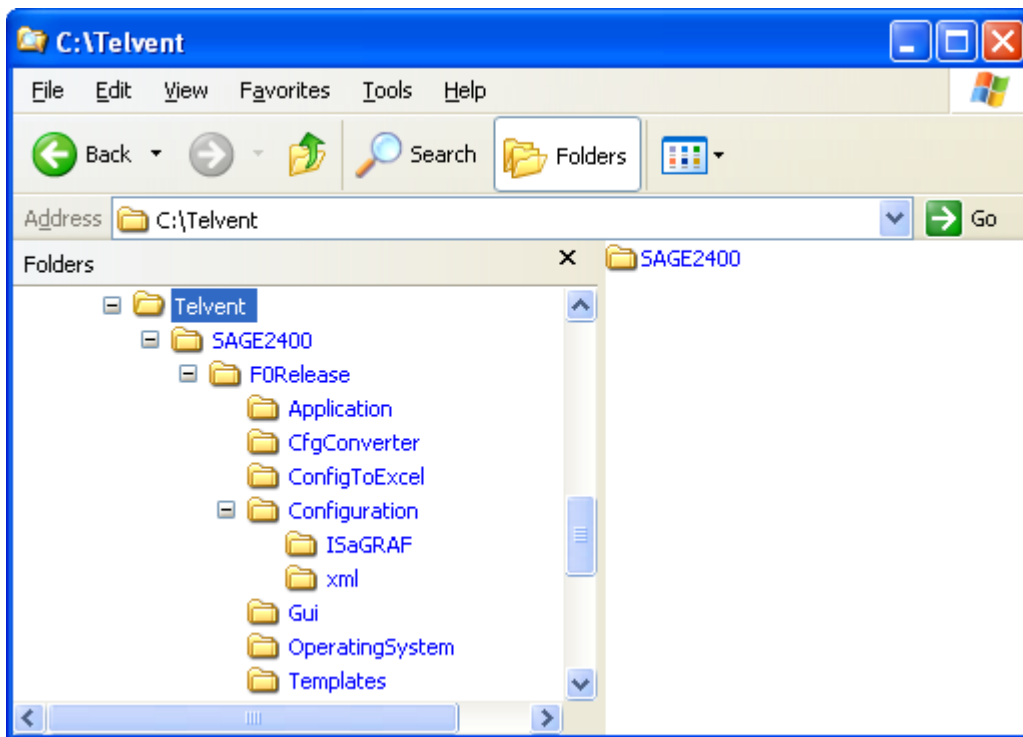 C:\Telvent
File Edit View Favorites Tools Help
Back Search Folders
Address C:\Telvent Go
Folders
SAGE2400
Telvent
SAGE2400
F0Release
Application
CfgConverter
ConfigToExcel
Configuration
ISaGRAF
xml
Gui
OperatingSystem
Templates